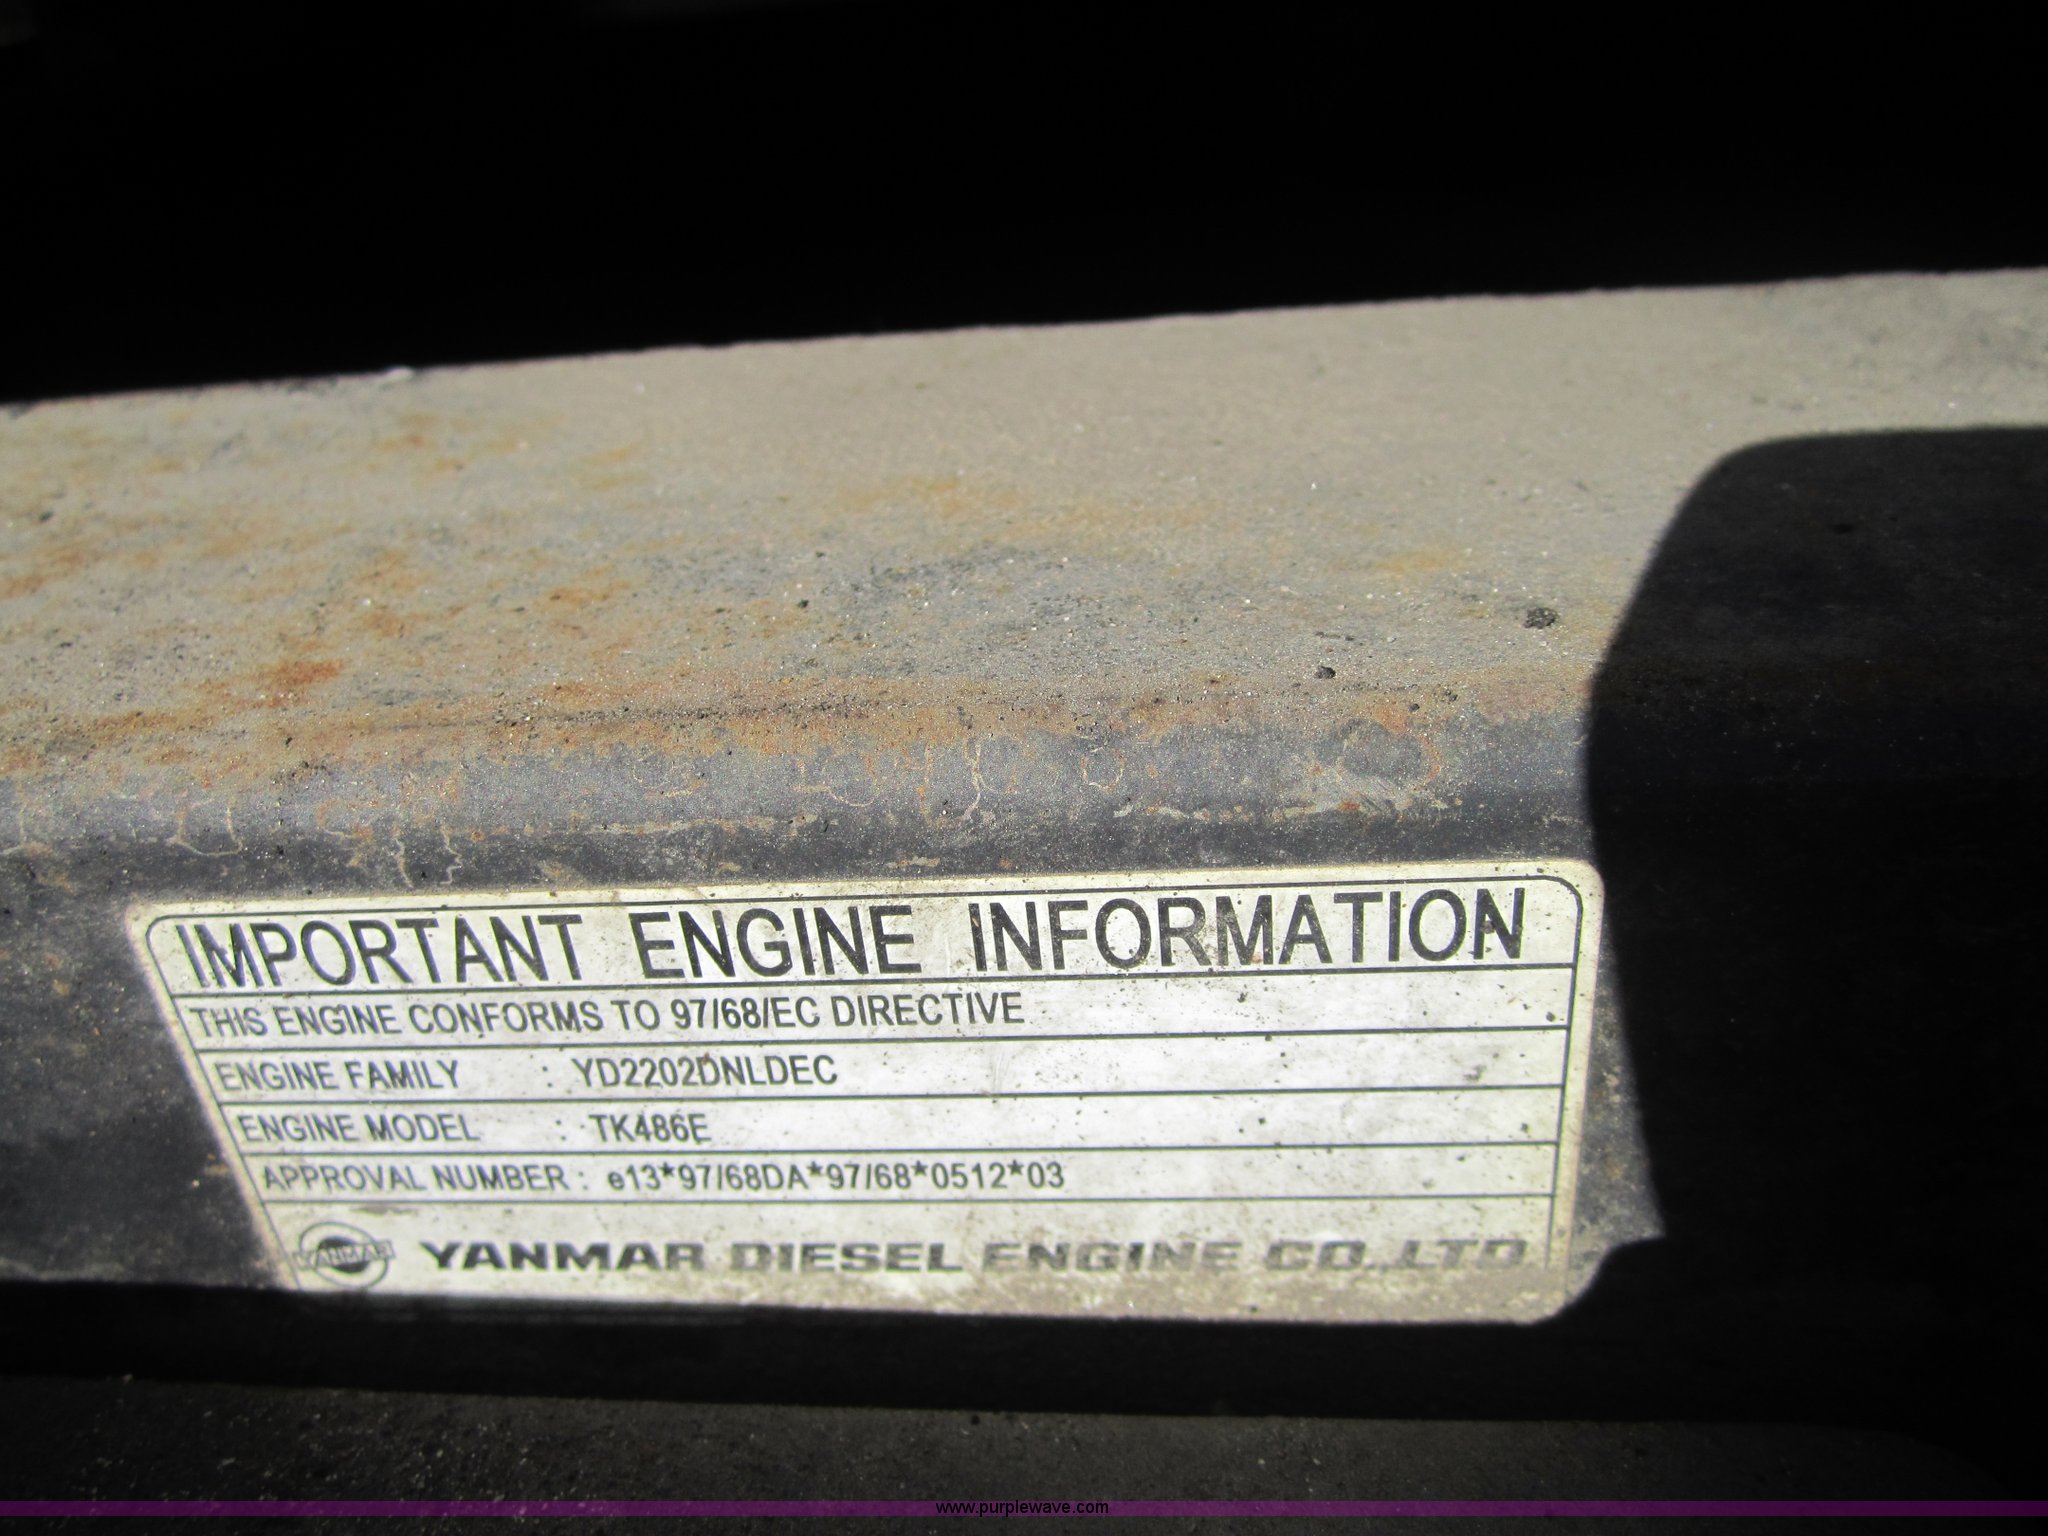 IMPORTANT ENGINE INFORMATION
THIS ENGINE CONFORMS TO 97/68/EC DIRECTIVE
ENGINE FAMILY : YD2202DNLDEC
ENGINE MODEL : TK486E
APPROVAL NUMBER : e13*97/68DA*97/68*0512*03
YANMAR YANMAR DIESEL ENGINE CO.,LTD
www.purplewave.com